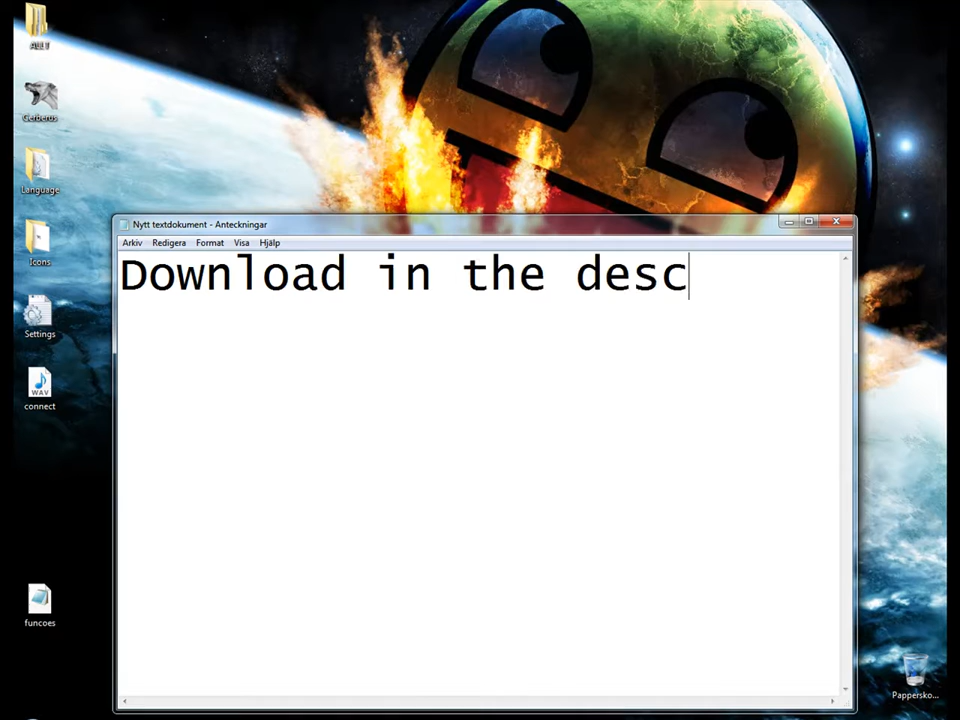 ALLT
Cerberus
Language
Icons
Settings
WAV
connect
funcoes
Nytt textdokument - Anteckningar
Arkiv Redigera Format Visa Hjälp
Download in the desc
Pappersko...